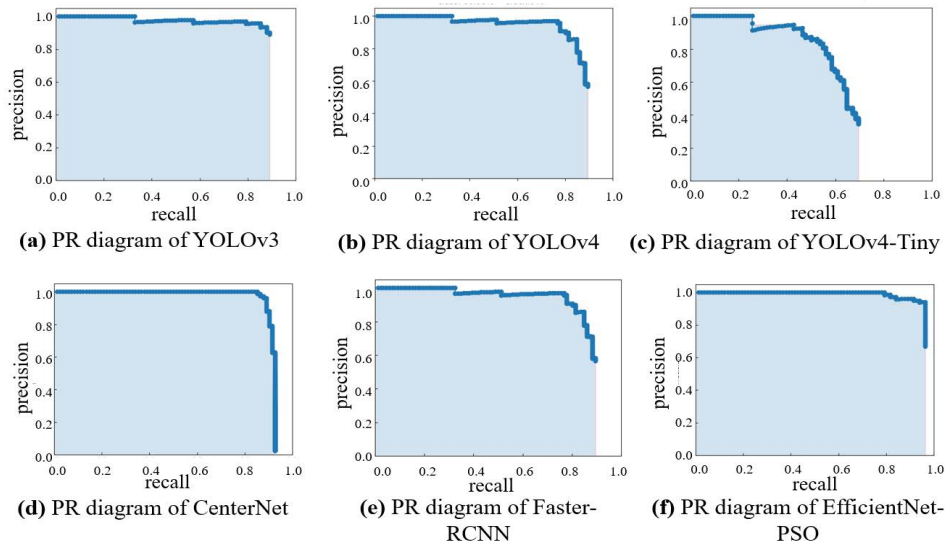 1.0
0.8
0.6
0.4
0.2
0.0
precision
0.0 0.2 0.4 0.6 0.8 1.0
recall
(a) PR diagram of YOLOv3
1.0
0.8
0.6
0.4
0.2
0.0
precision
0.0 0.2 0.4 0.6 0.8 1.0
recall
(b) PR diagram of YOLOv4
1.0
0.8
0.6
0.4
0.2
0.0
precision
0.0 0.2 0.4 0.6 0.8 1.0
recall
(c) PR diagram of YOLOv4-Tiny
1.0
0.8
0.6
0.4
0.2
0.0
precision
0.0 0.2 0.4 0.6 0.8 1.0
recall
(d) PR diagram of CenterNet
1.0
0.8
0.6
0.4
0.2
0.0
precision
0.0 0.2 0.4 0.6 0.8 1.0
recall
(e) PR diagram of Faster-
RCNN
1.0
0.8
0.6
0.4
0.2
0.0
precision
0.0 0.2 0.4 0.6 0.8 1.0
recall
(f) PR diagram of EfficientNet-
PSO